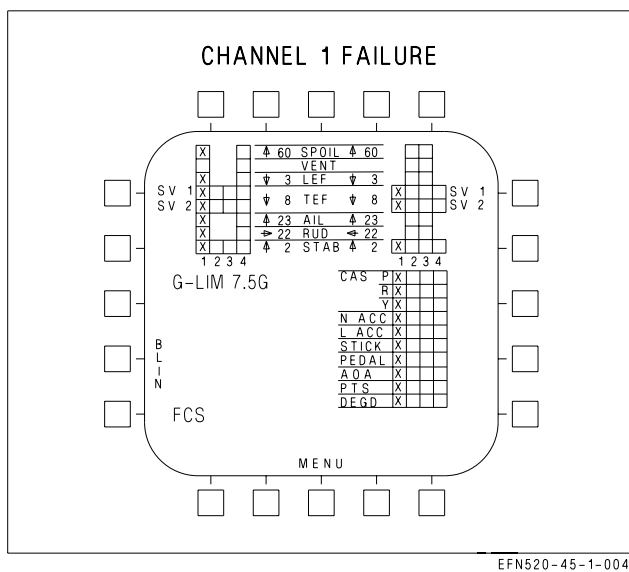 CHANNEL 1 FAILURE
X ↑ 60 SPOIL ↑ 60
VENT
X ↓ 3 LEF ↓ 3
SV 1 X ↓ 8 TEF ↓ 8 X SV 1
SV 2 X X SV 2
X ↑ 23 AIL ↑ 23
X → 22 RUD ← 22
X ↑ 2 STAB ↑ 2 X
1 2 3 4 1 2 3 4
G-LIM 7.5G
CAS P X
R X
Y X
N ACC X
L ACC X
STICK X
PEDAL X
AOA X
PTS X
DEGD X
BLIN
FCS
MENU
EFN520-45-1-004